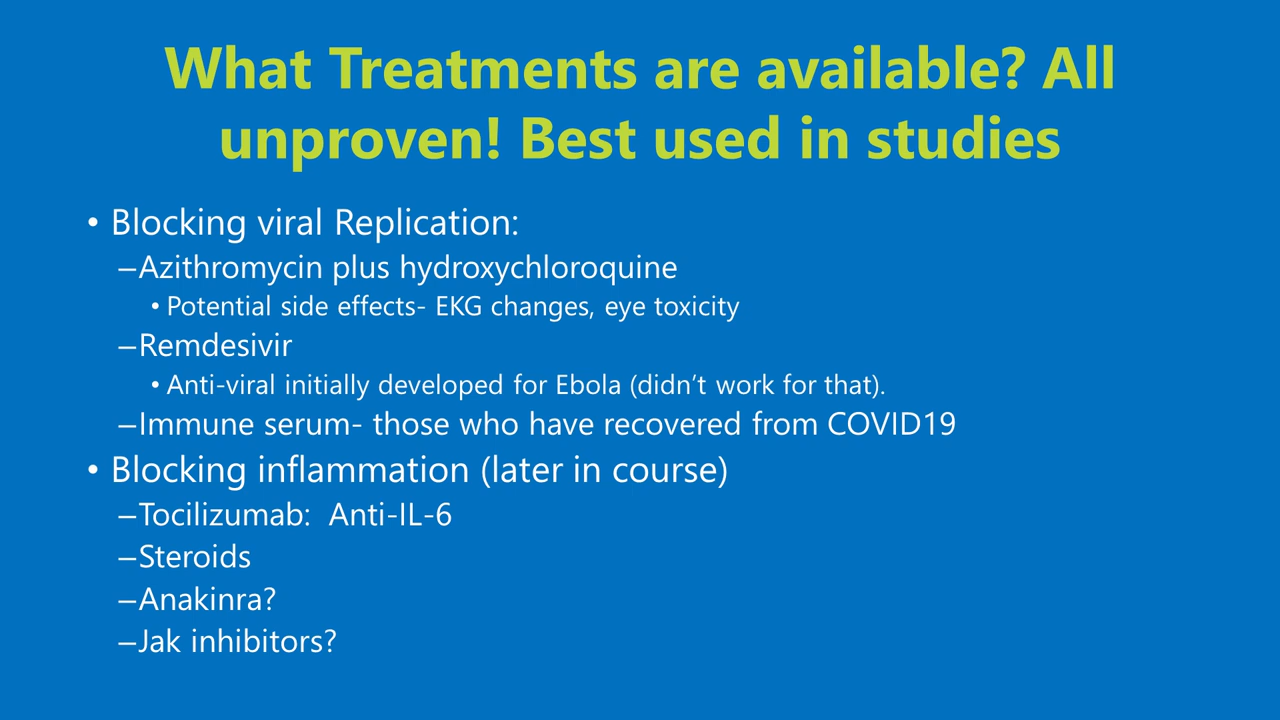 What Treatments are available? All
unproven! Best used in studies
• Blocking viral Replication:
–Azithromycin plus hydroxychloroquine
• Potential side effects- EKG changes, eye toxicity
–Remdesivir
• Anti-viral initially developed for Ebola (didn’t work for that).
–Immune serum- those who have recovered from COVID19
• Blocking inflammation (later in course)
–Tocilizumab:  Anti-IL-6
–Steroids
–Anakinra?
–Jak inhibitors?